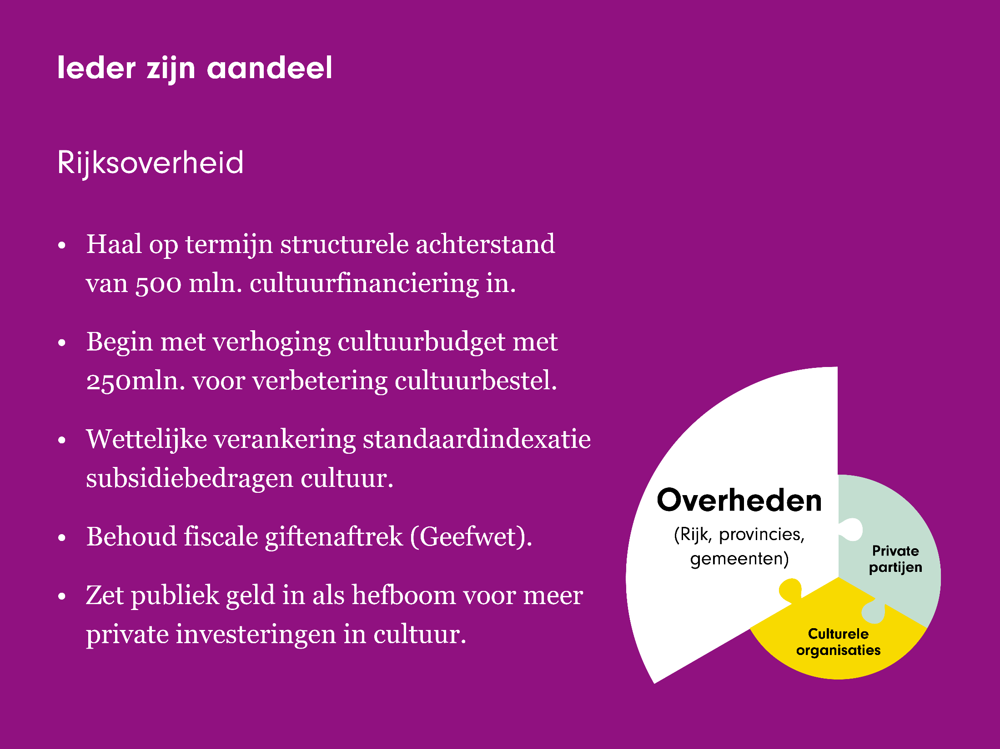 Ieder zijn aandeel
Rijksoverheid
• Haal op termijn structurele achterstand
van 500 mln. cultuurfinanciering in.
• Begin met verhoging cultuurbudget met
250mln. voor verbetering cultuurbestel.
• Wettelijke verankering standaardindexatie
subsidiebedragen cultuur.
• Behoud fiscale giftenaftrek (Geefwet).
• Zet publiek geld in als hefboom voor meer
private investeringen in cultuur.
Overheden
(Rijk, provincies,
gemeenten)
Private
partijen
Culturele
organisaties